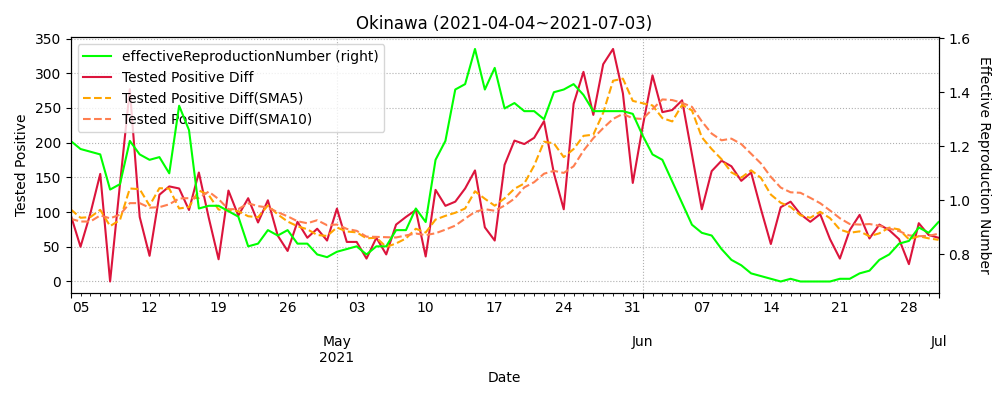 Okinawa (2021-04-04~2021-07-03)
350
300
250
200
150
100
50
0
Tested Positive
effectiveReproductionNumber (right)
Tested Positive Diff
Tested Positive Diff(SMA5)
Tested Positive Diff(SMA10)
1.6
1.4
1.2
1.0
0.8
Effective Reproduction Number
05 12 19 26 03 10 17 24 31 07 14 21 28
May Jun Jul
2021
Date